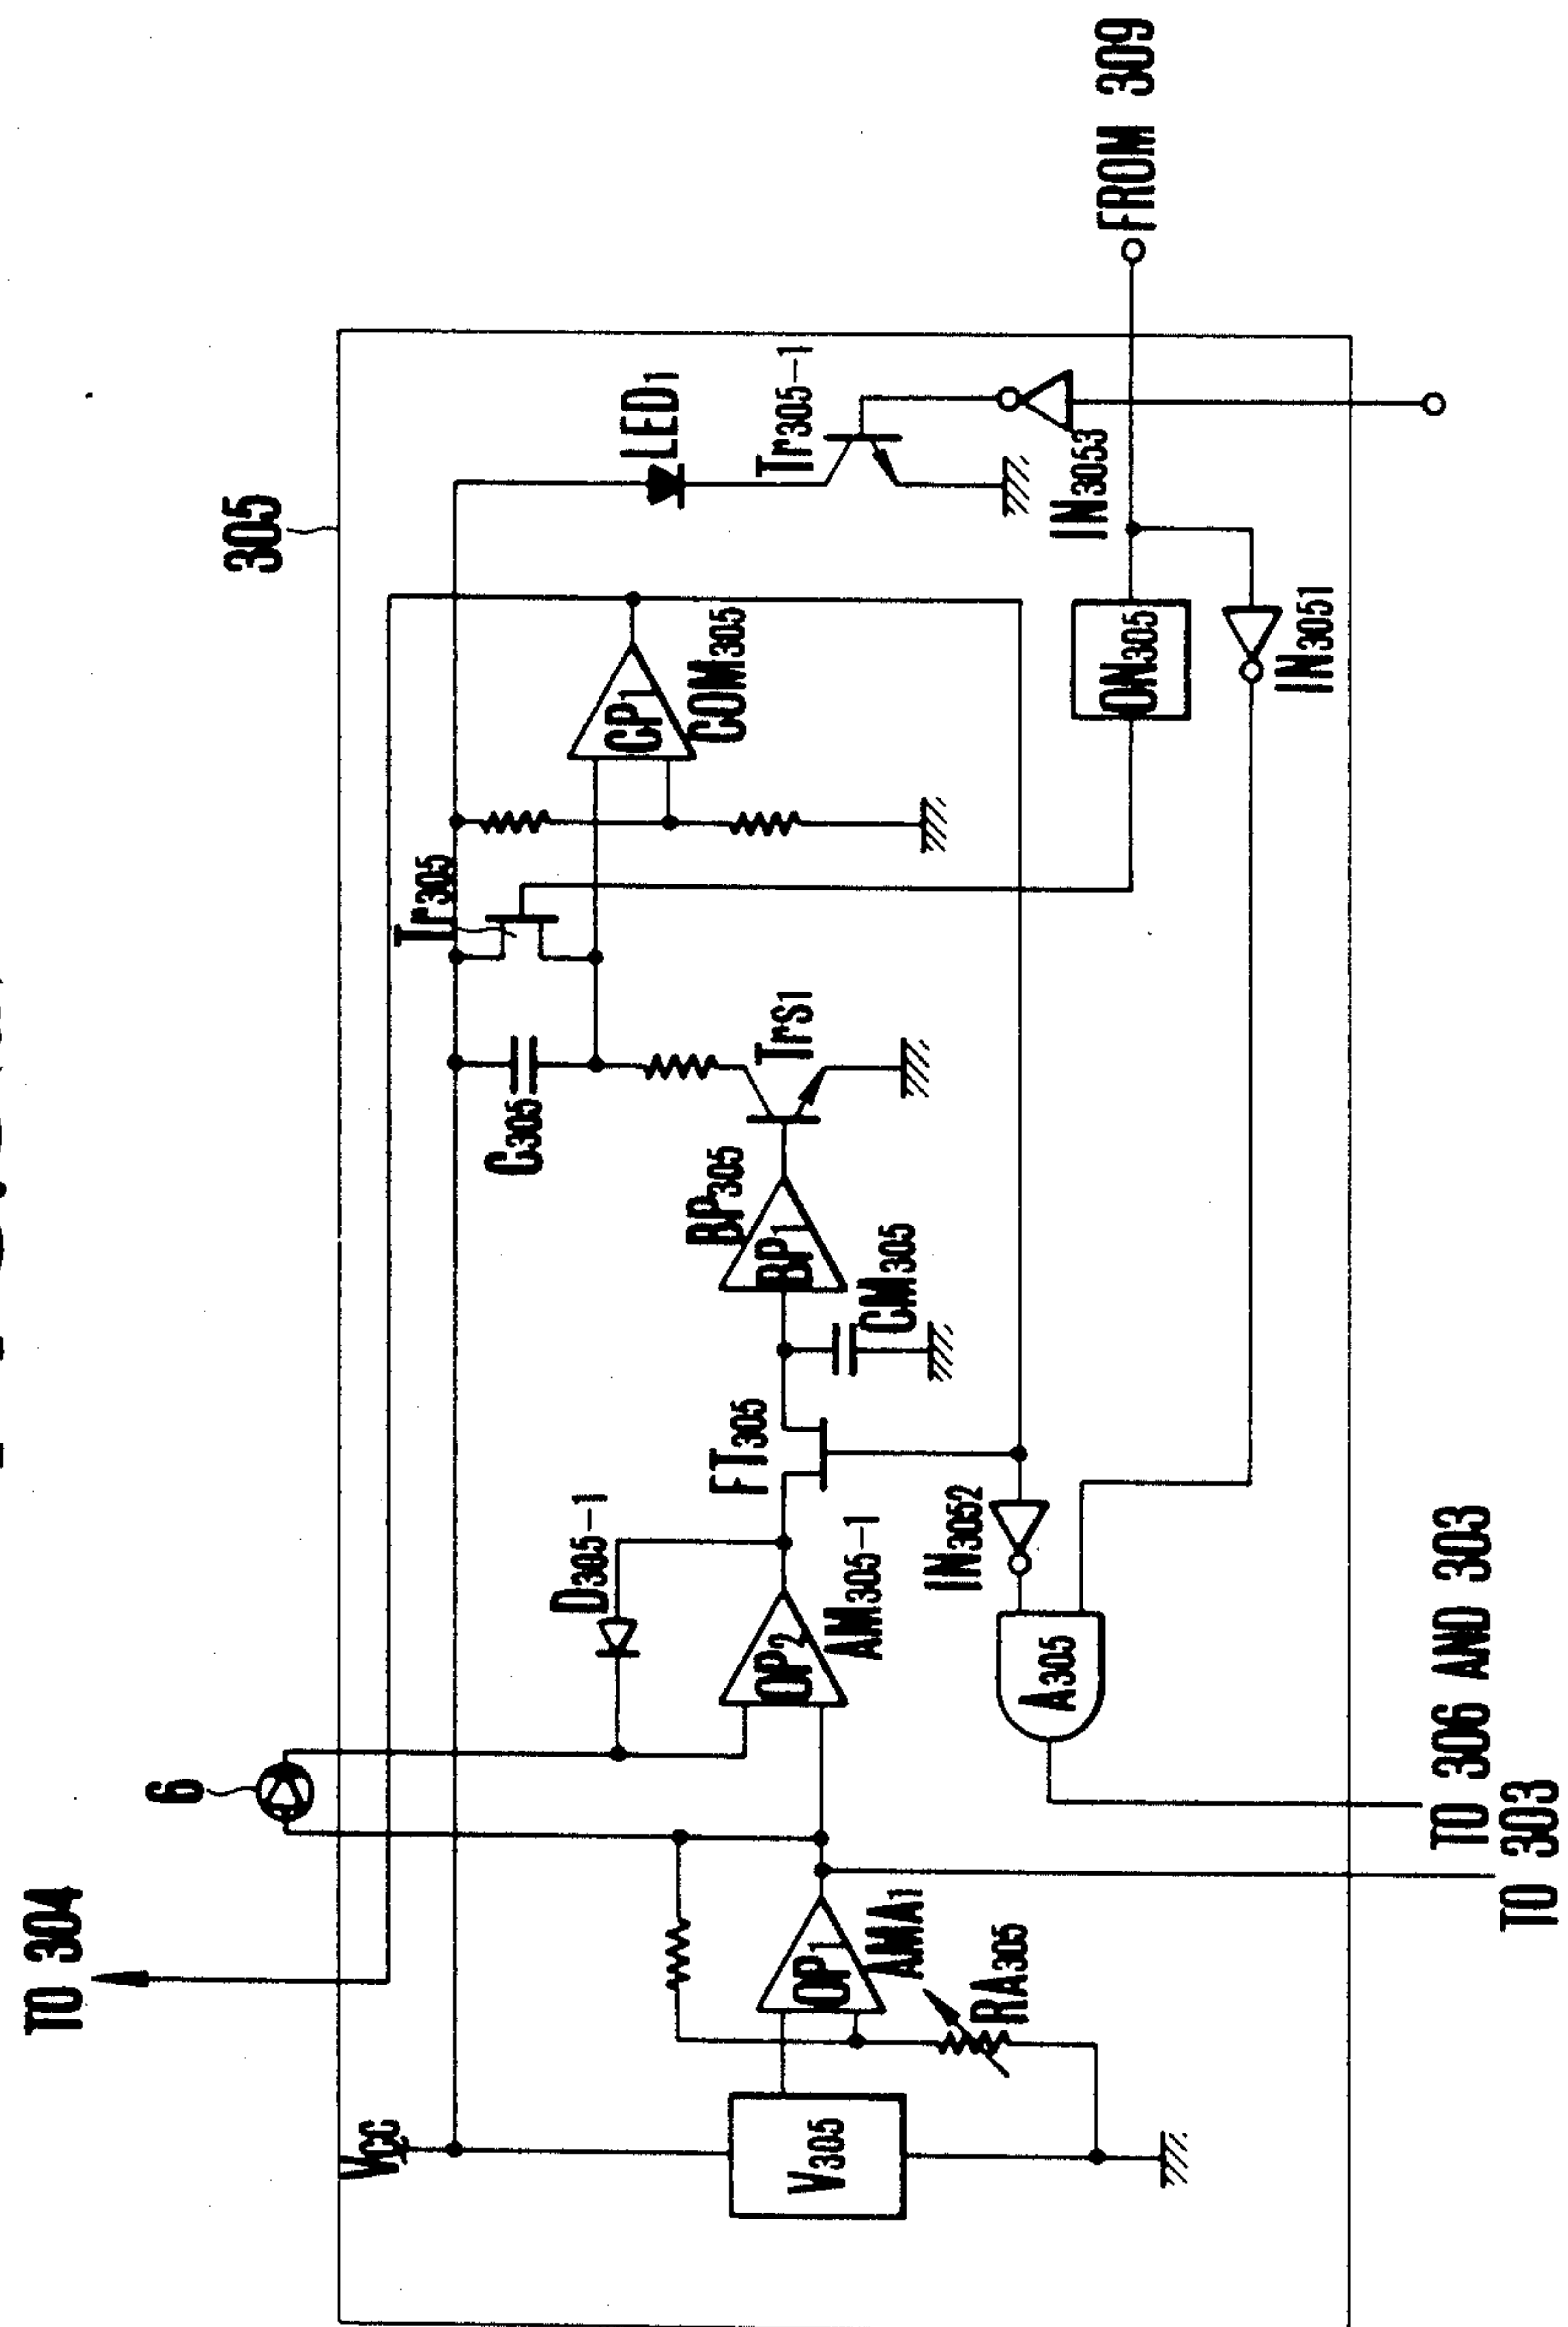 TO 304
6
305
VCC
V305
OP1
AMA1
RA305
D305-1
OP2
AM305-1
FT305
BP305
BP1
CM305
C305
TrS1
Tr305
CP1
COM305
LED1
Tr305-1
IN3053
FROM 309
ON305
IN3051
IN3052
A305
TO 306 AND 303
TO 303